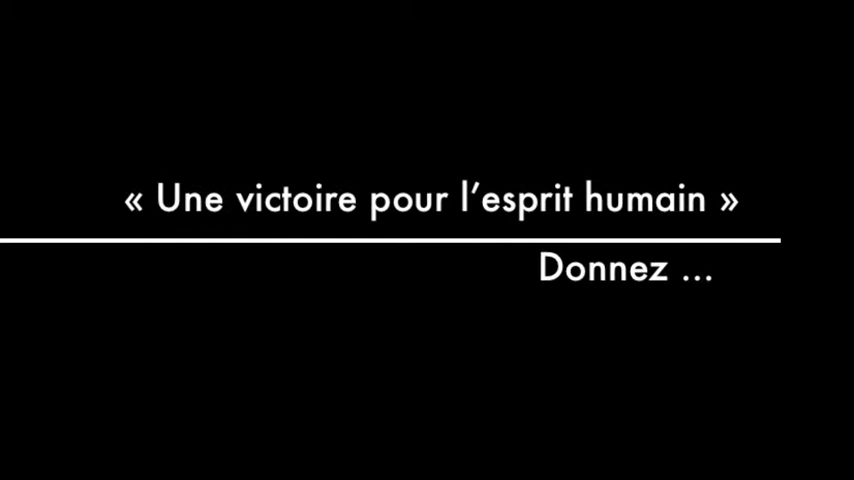 « Une victoire pour l’esprit humain »
Donnez ...